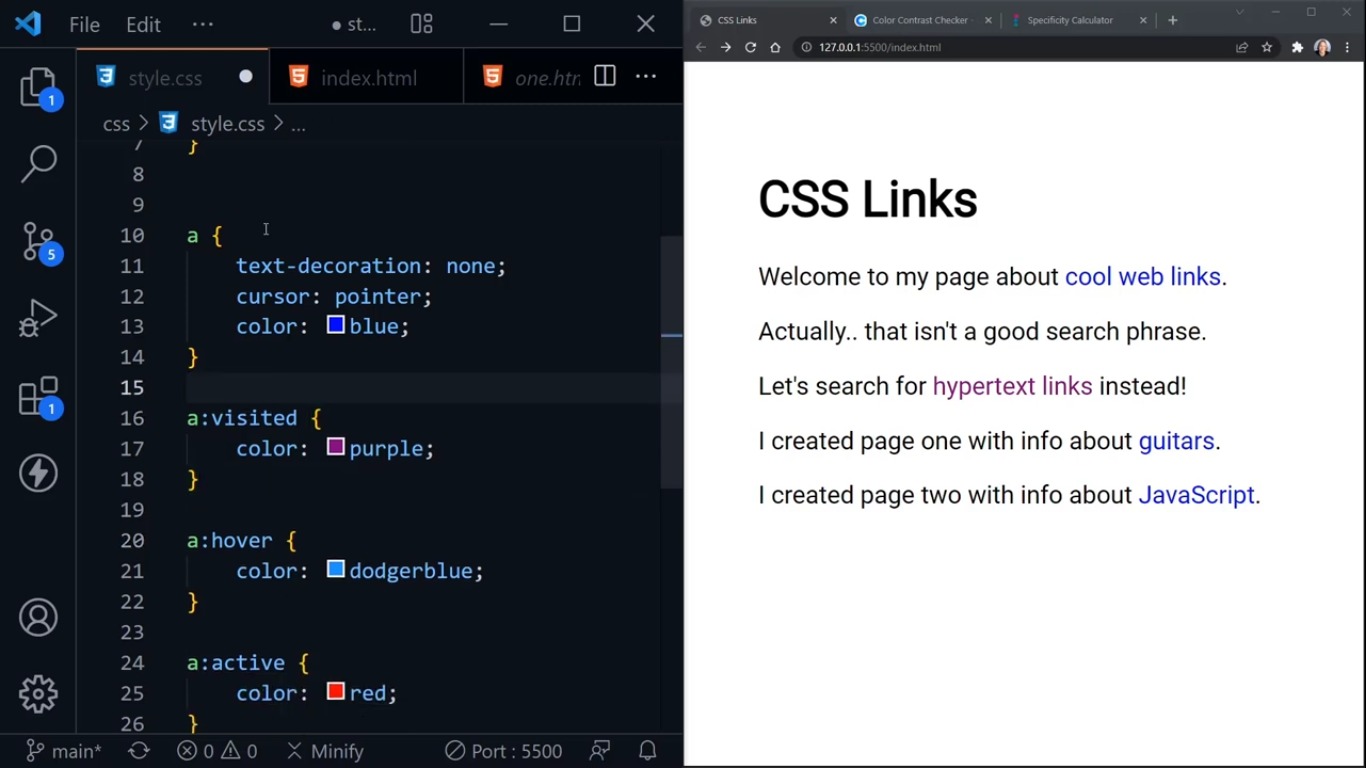 File Edit ··· ● st...
style.css ● index.html one.htm ···
css > style.css > ...
7 }
8
9
10 a {
11 text-decoration: none;
12 cursor: pointer;
13 color: blue;
14 }
15
16 a:visited {
17 color: purple;
18 }
19
20 a:hover {
21 color: dodgerblue;
22 }
23
24 a:active {
25 color: red;
26 }
1
5
1
main* 0 0 Minify Port : 5500
CSS Links Color Contrast Checker - Specificity Calculator
127.0.0.1:5500/index.html
CSS Links
Welcome to my page about cool web links.
Actually.. that isn't a good search phrase.
Let's search for hypertext links instead!
I created page one with info about guitars.
I created page two with info about JavaScript.